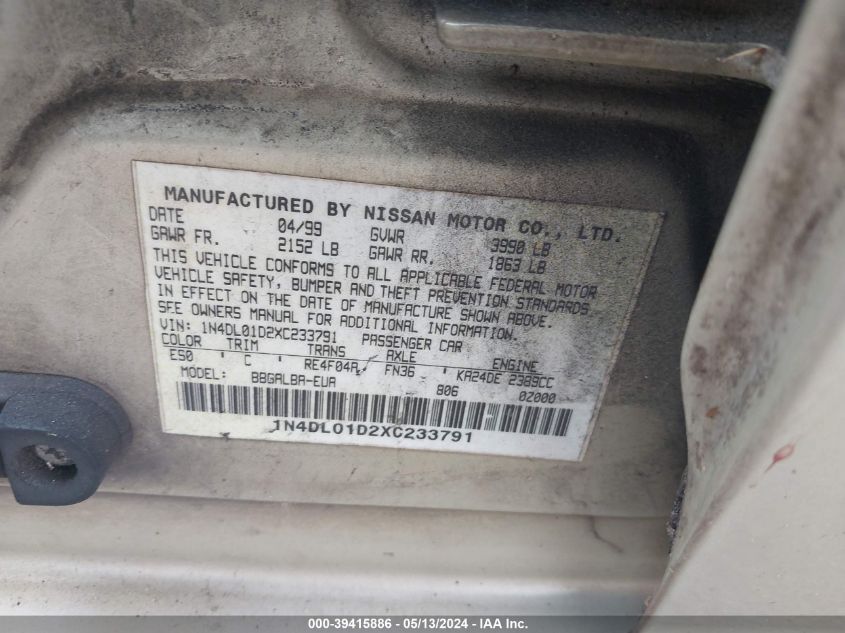 MANUFACTURED BY NISSAN MOTOR CO., LTD.
DATE 04/99 GVWR 3990 LB
GAWR FR. 2152 LB GAWR RR. 1863 LB
THIS VEHICLE CONFORMS TO ALL APPLICABLE FEDERAL MOTOR
VEHICLE SAFETY, BUMPER AND THEFT PREVENTION STANDARDS
IN EFFECT ON THE DATE OF MANUFACTURE SHOWN ABOVE.
SEE OWNERS MANUAL FOR ADDITIONAL INFORMATION.
VIN: 1N4DL01D2XC233791 PASSENGER CAR
COLOR TRIM TRANS AXLE ENGINE
ES0 ' C ' RE4F04A FN36 ' KA24DE 2389CC
MODEL: BBGALBA-EUA 806 02000
1N4DL01D2XC233791
000-39415886 - 05/13/2024 - IAA Inc.